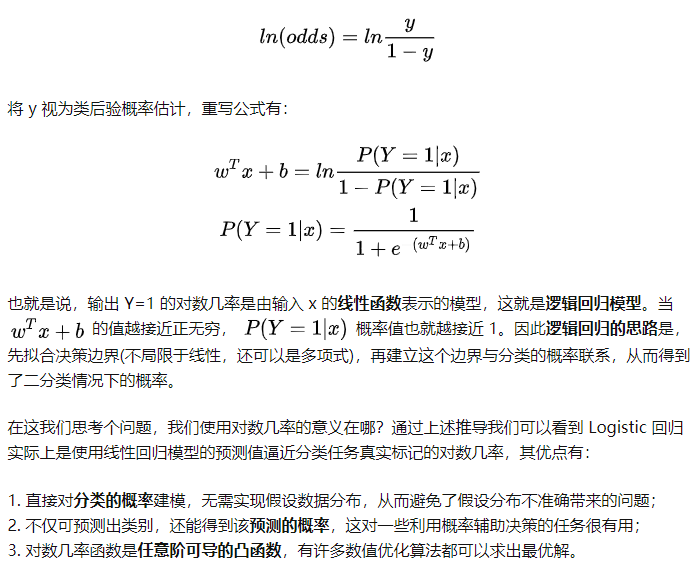 ln(odds) = ln y/(1 − y)
将 y 视为类后验概率估计，重写公式有：
w^T x + b = ln P(Y = 1|x)/(1 − P(Y = 1|x))
P(Y = 1|x) = 1/(1 + e^(w^T x+b))
也就是说，输出 Y=1 的对数几率是由输入 x 的线性函数表示的模型，这就是逻辑回归模型。当
w^T x + b 的值越接近正无穷， P(Y = 1|x) 概率值也就越接近 1。因此逻辑回归的思路是，
先拟合决策边界(不局限于线性，还可以是多项式)，再建立这个边界与分类的概率联系，从而得到
了二分类情况下的概率。
在这我们思考个问题，我们使用对数几率的意义在哪？通过上述推导我们可以看到 Logistic 回归
实际上是使用线性回归模型的预测值逼近分类任务真实标记的对数几率，其优点有：
1. 直接对分类的概率建模，无需实现假设数据分布，从而避免了假设分布不准确带来的问题；
2. 不仅可预测出类别，还能得到该预测的概率，这对一些利用概率辅助决策的任务很有用；
3. 对数几率函数是任意阶可导的凸函数，有许多数值优化算法都可以求出最优解。